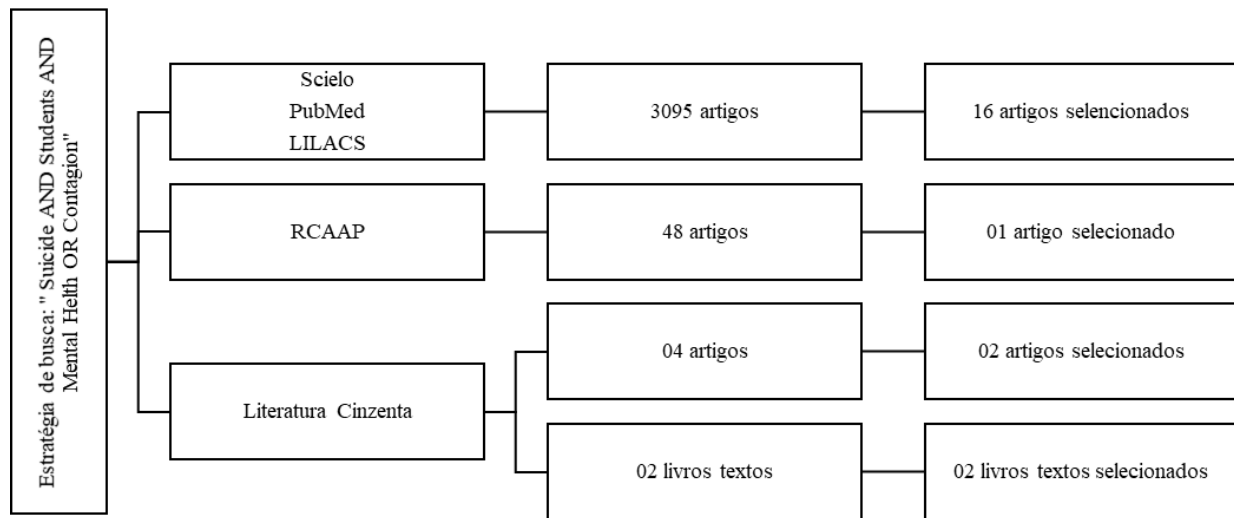 Estratégia de busca: " Suicide AND Students AND
Mental Helth OR Contagion"
Scielo
PubMed
LILACS
3095 artigos
16 artigos selencionados
RCAAP
48 artigos
01 artigo selecionado
Literatura Cinzenta
04 artigos
02 artigos selecionados
02 livros textos
02 livros textos selecionados